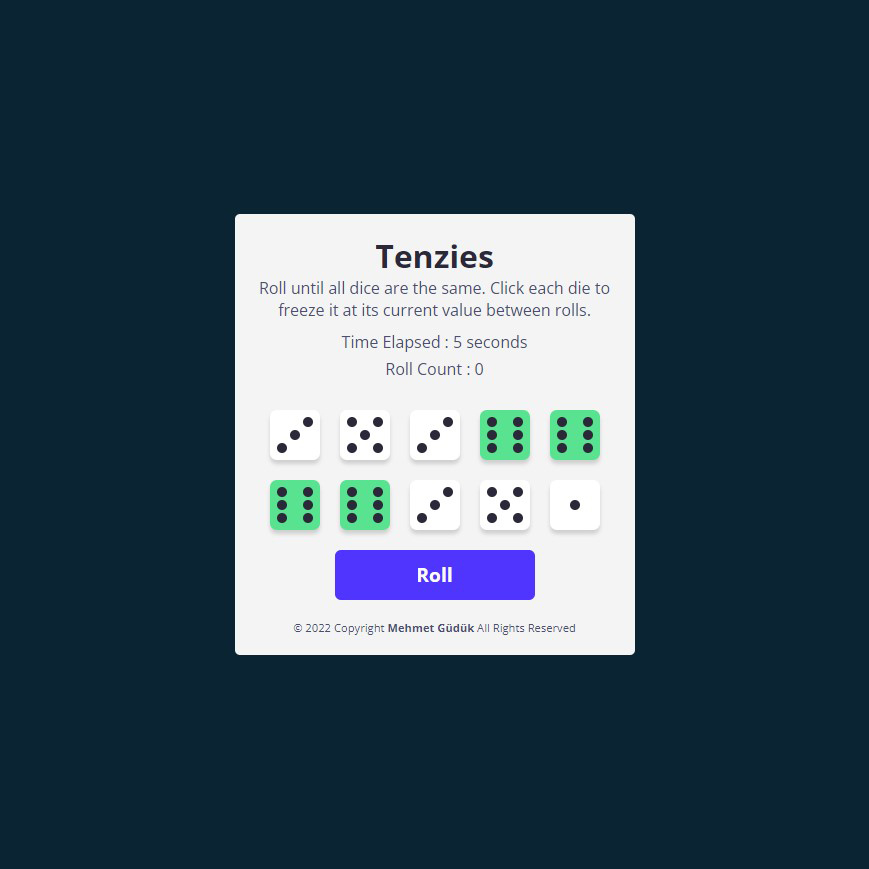 Tenzies
Roll until all dice are the same. Click each die to
freeze it at its current value between rolls.
Time Elapsed : 5 seconds
Roll Count : 0
Roll
© 2022 Copyright Mehmet Güdük All Rights Reserved